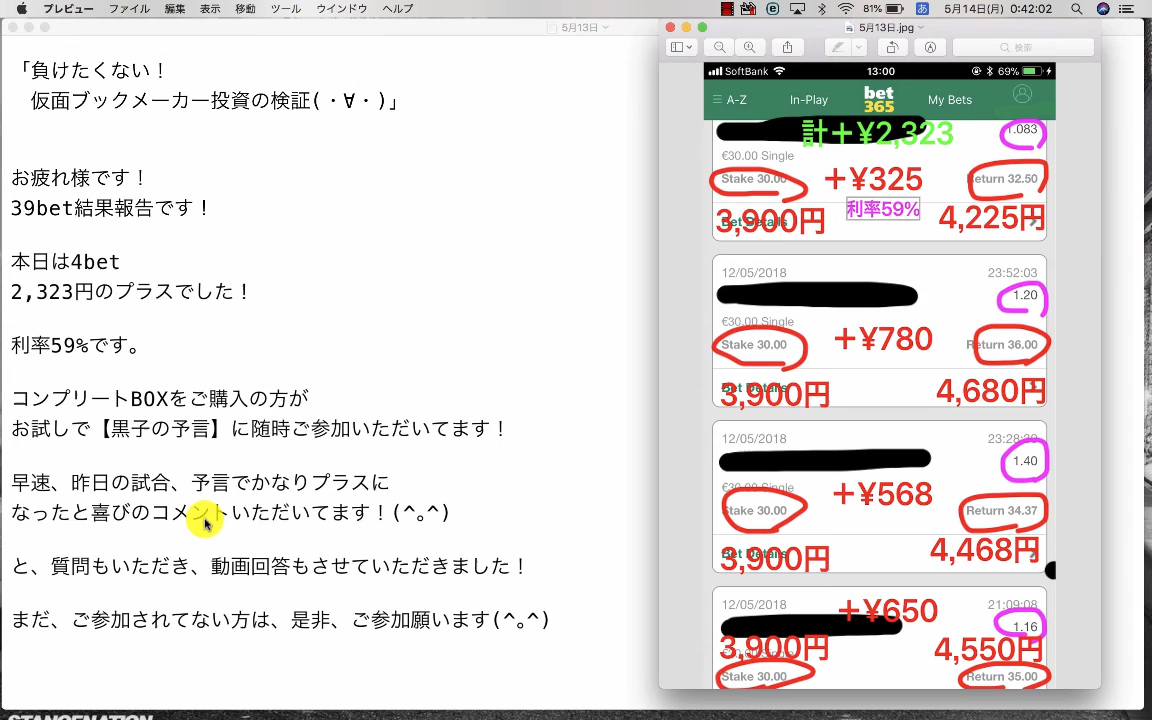 プレビュー ファイル 編集 表示 移動 ツール ウインドウ ヘルプ
81% あ 5月14日(月) 0:42:02
5月13日
「負けたくない！
仮面ブックメーカー投資の検証(・∀・)」
お疲れ様です！
39bet結果報告です！
本日は4bet
2,323円のプラスでした！
利率59%です。
コンプリートBOXをご購入の方が
お試しで【黒子の予言】に随時ご参加いただいてます！
早速、昨日の試合、予言でかなりプラスに
なったと喜びのコメントいただいてます！(^｡^)
と、質問もいただき、動画回答もさせていただきました！
まだ、ご参加されてない方は、是非、ご参加願います(^｡^)
STANCENATION
5月13日.jpg
検索
SoftBank 13:00 69%
A-Z In-Play bet365 My Bets
計＋¥2,323 1.083
€30.00 Single
Stake 30.00 ＋¥325 Return 32.50
利率59%
3,900円 Bet Details 4,225円
12/05/2018 23:52:03
1.20
€30.00 Single
Stake 30.00 ＋¥780 Return 36.00
3,900円 Bet Details 4,680円
12/05/2018 23:28:
1.40
€30.00 Single
Stake 30.00 ＋¥568 Return 34.37
3,900円 Bet Details 4,468円
12/05/2018 ＋¥650 21:09:08
1.16
3,900円 4,550円
Stake 30.00 Return 35.00